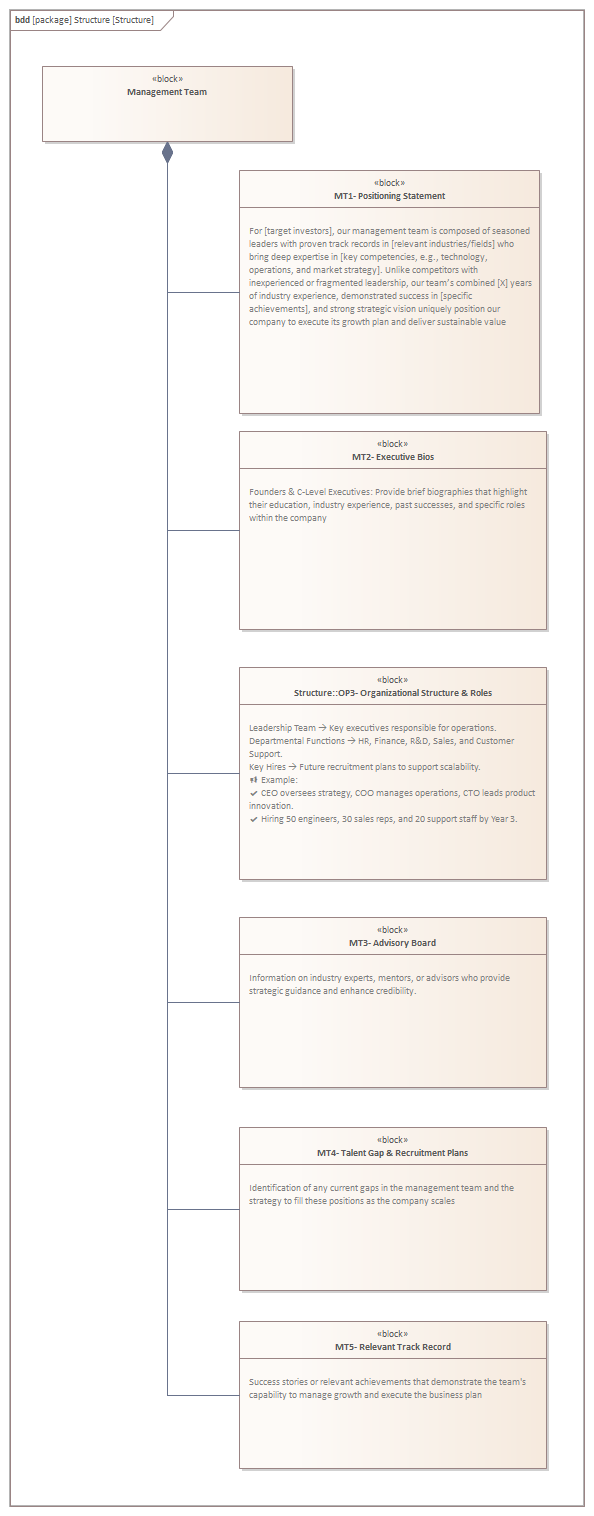 bdd [package] Structure [Structure]
«block»
Management Team
«block»
MT1- Positioning Statement
For [target investors], our management team is composed of seasoned
leaders with proven track records in [relevant industries/fields] who
bring deep expertise in [key competencies, e.g., technology,
operations, and market strategy]. Unlike competitors with
inexperienced or fragmented leadership, our team's combined [X] years
of industry experience, demonstrated success in [specific
achievements], and strong strategic vision uniquely position our
company to execute its growth plan and deliver sustainable value
«block»
MT2- Executive Bios
Founders & C-Level Executives: Provide brief biographies that highlight
their education, industry experience, past successes, and specific roles
within the company
«block»
Structure::OP3- Organizational Structure & Roles
Leadership Team → Key executives responsible for operations.
Departmental Functions → HR, Finance, R&D, Sales, and Customer
Support.
Key Hires → Future recruitment plans to support scalability.
📢 Example:
✔ CEO oversees strategy, COO manages operations, CTO leads product
innovation.
✔ Hiring 50 engineers, 30 sales reps, and 20 support staff by Year 3.
«block»
MT3- Advisory Board
Information on industry experts, mentors, or advisors who provide
strategic guidance and enhance credibility.
«block»
MT4- Talent Gap & Recruitment Plans
Identification of any current gaps in the management team and the
strategy to fill these positions as the company scales
«block»
MT5- Relevant Track Record
Success stories or relevant achievements that demonstrate the team's
capability to manage growth and execute the business plan